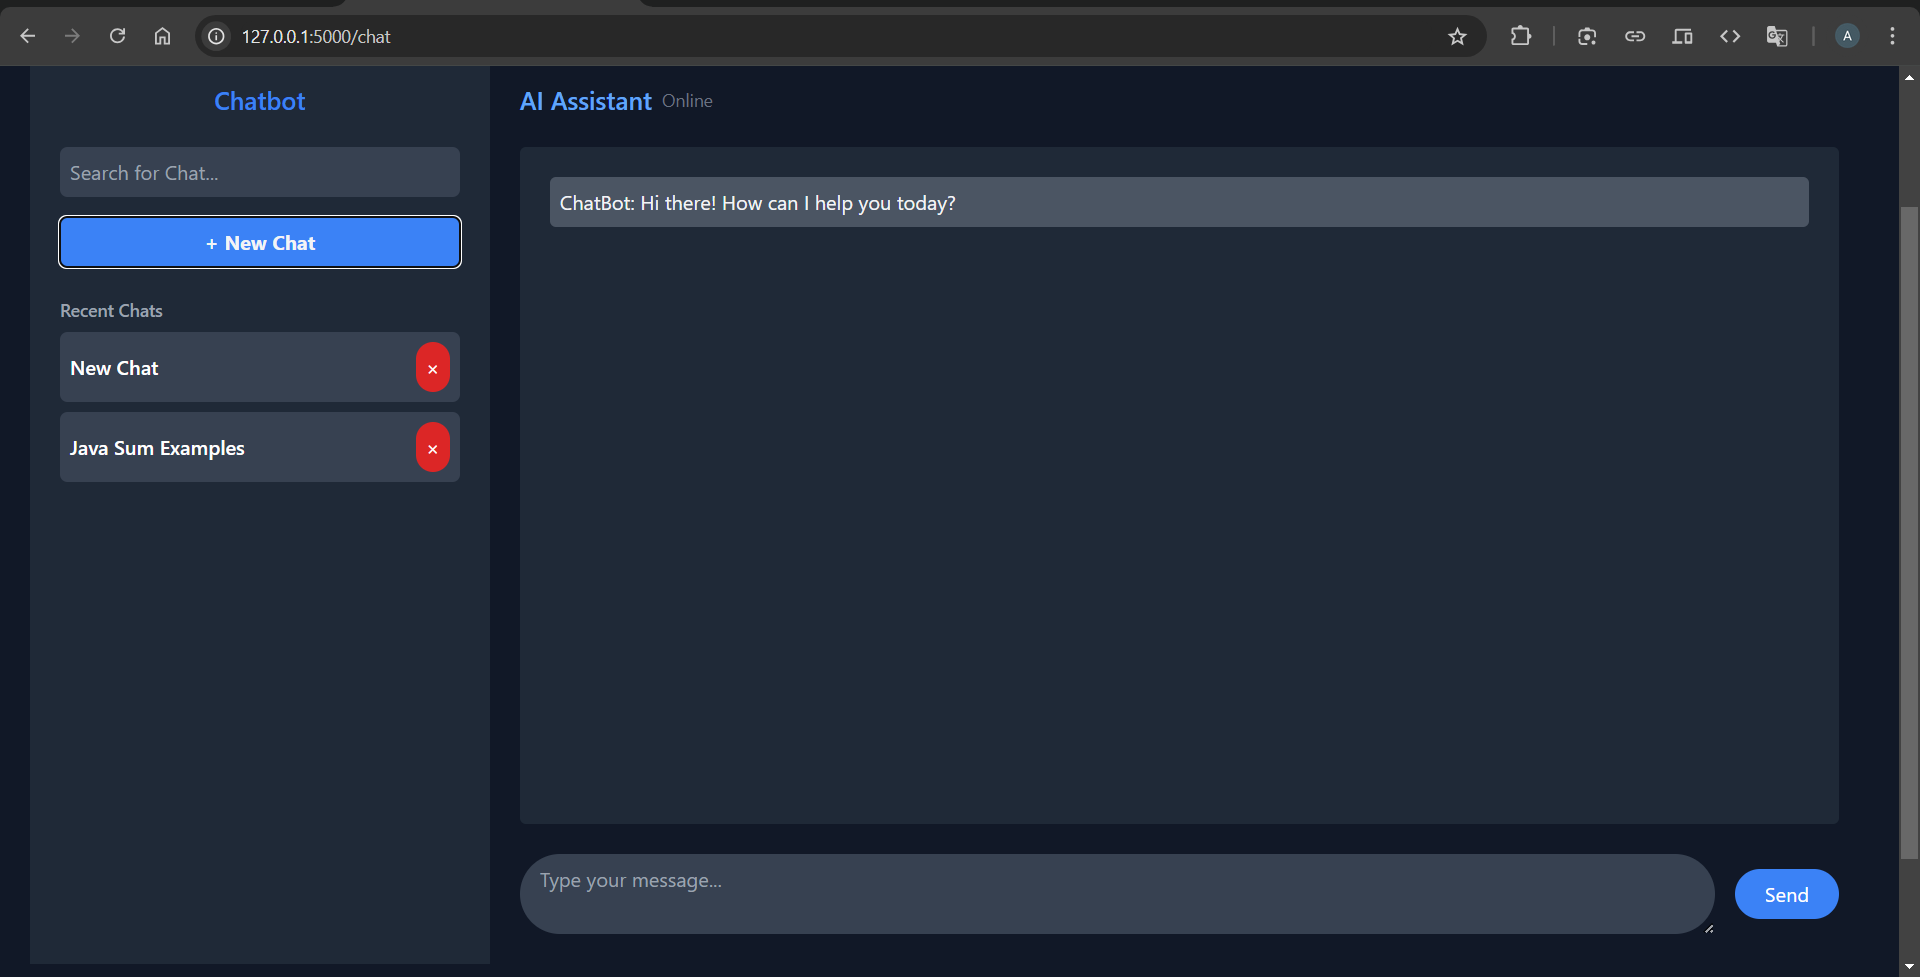 127.0.0.1:5000/chat
A
Chatbot
Search for Chat...
+ New Chat
Recent Chats
New Chat
×
Java Sum Examples
×
AI Assistant Online
ChatBot: Hi there! How can I help you today?
Type your message...
Send